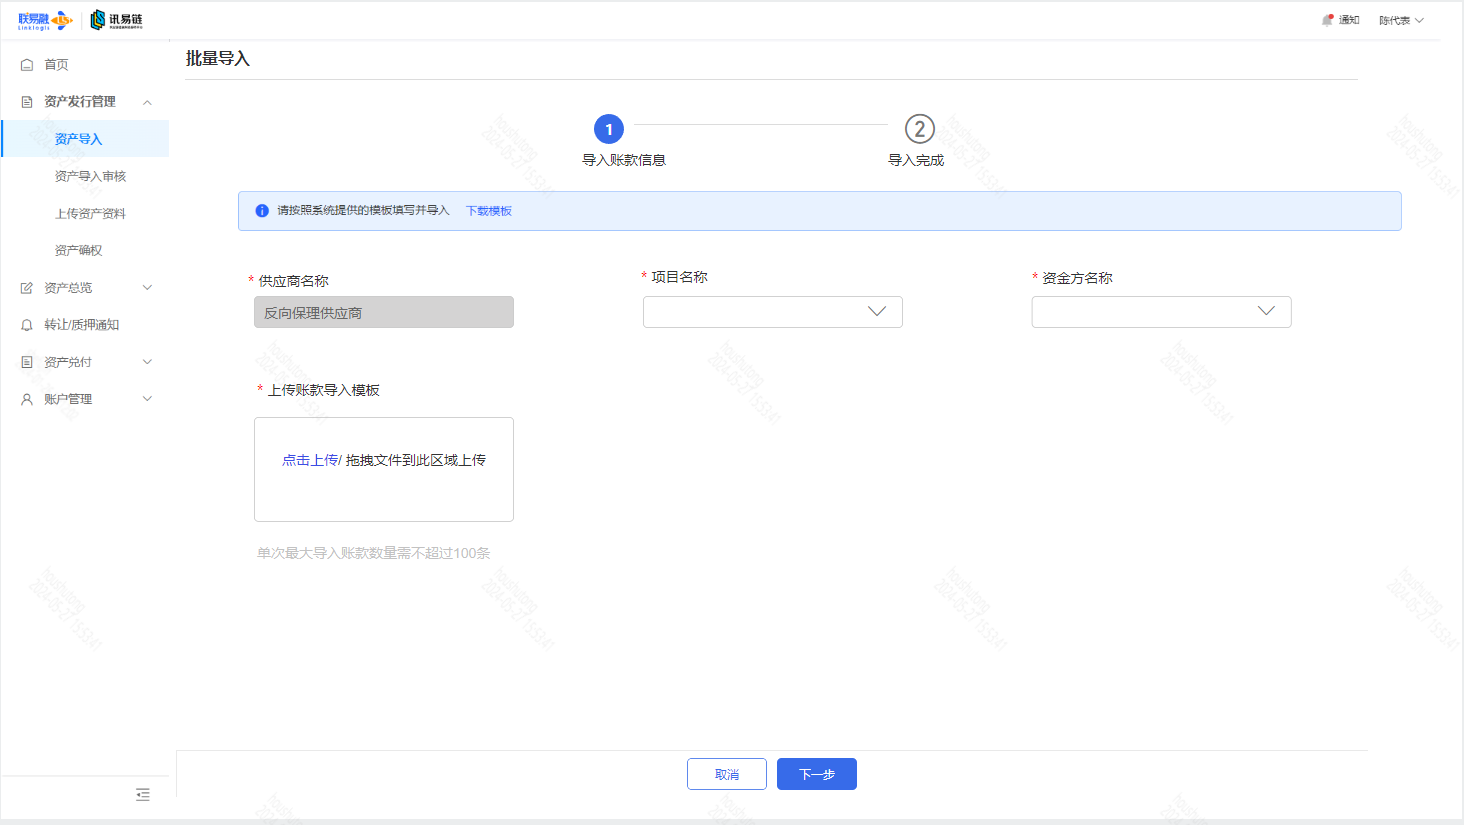 联易融
Linklogis
讯易链
通知
陈代表
首页
资产发行管理
资产导入
资产导入审核
上传资产资料
资产确权
资产总览
转让/质押通知
资产兑付
账户管理
批量导入
1
2
导入账款信息
导入完成
请按照系统提供的模板填写并导入 下载模板
* 供应商名称
反向保理供应商
* 项目名称
* 资金方名称
* 上传账款导入模板
点击上传/ 拖拽文件到此区域上传
单次最大导入账款数量需不超过100条
取消
下一步
houshutong
2024-05-27 155341